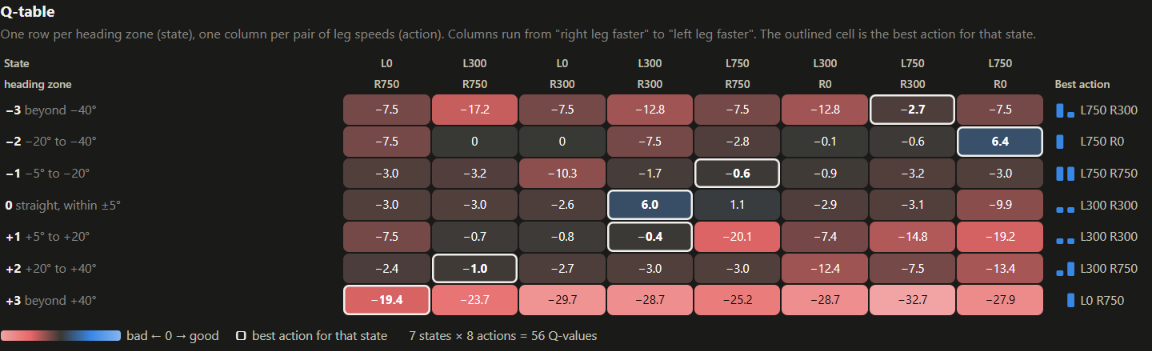 Q-table
One row per heading zone (state), one column per pair of leg speeds (action). Columns run from "right leg faster" to "left leg faster". The outlined cell is the best action for that state.
State L0 L300 L0 L300 L750 L300 L750 L750
heading zone R750 R750 R300 R300 R750 R0 R300 R0 Best action
−3 beyond −40° −7.5 −17.2 −7.5 −12.8 −7.5 −12.8 −2.7 −7.5 L750 R300
−2 −20° to −40° −7.5 0 0 −7.5 −2.8 −0.1 −0.6 6.4 L750 R0
−1 −5° to −20° −3.0 −3.2 −10.3 −1.7 −0.6 −0.9 −3.2 −3.0 L750 R750
0 straight, within ±5° −3.0 −3.0 −2.6 6.0 1.1 −2.9 −3.1 −9.9 L300 R300
+1 +5° to +20° −7.5 −0.7 −0.8 −0.4 −20.1 −7.4 −14.8 −19.2 L300 R300
+2 +20° to +40° −2.4 −1.0 −2.7 −3.0 −3.0 −12.4 −7.5 −13.4 L300 R750
+3 beyond +40° −19.4 −23.7 −29.7 −28.7 −25.2 −28.7 −32.7 −27.9 L0 R750
bad ← 0 → good best action for that state 7 states × 8 actions = 56 Q-values